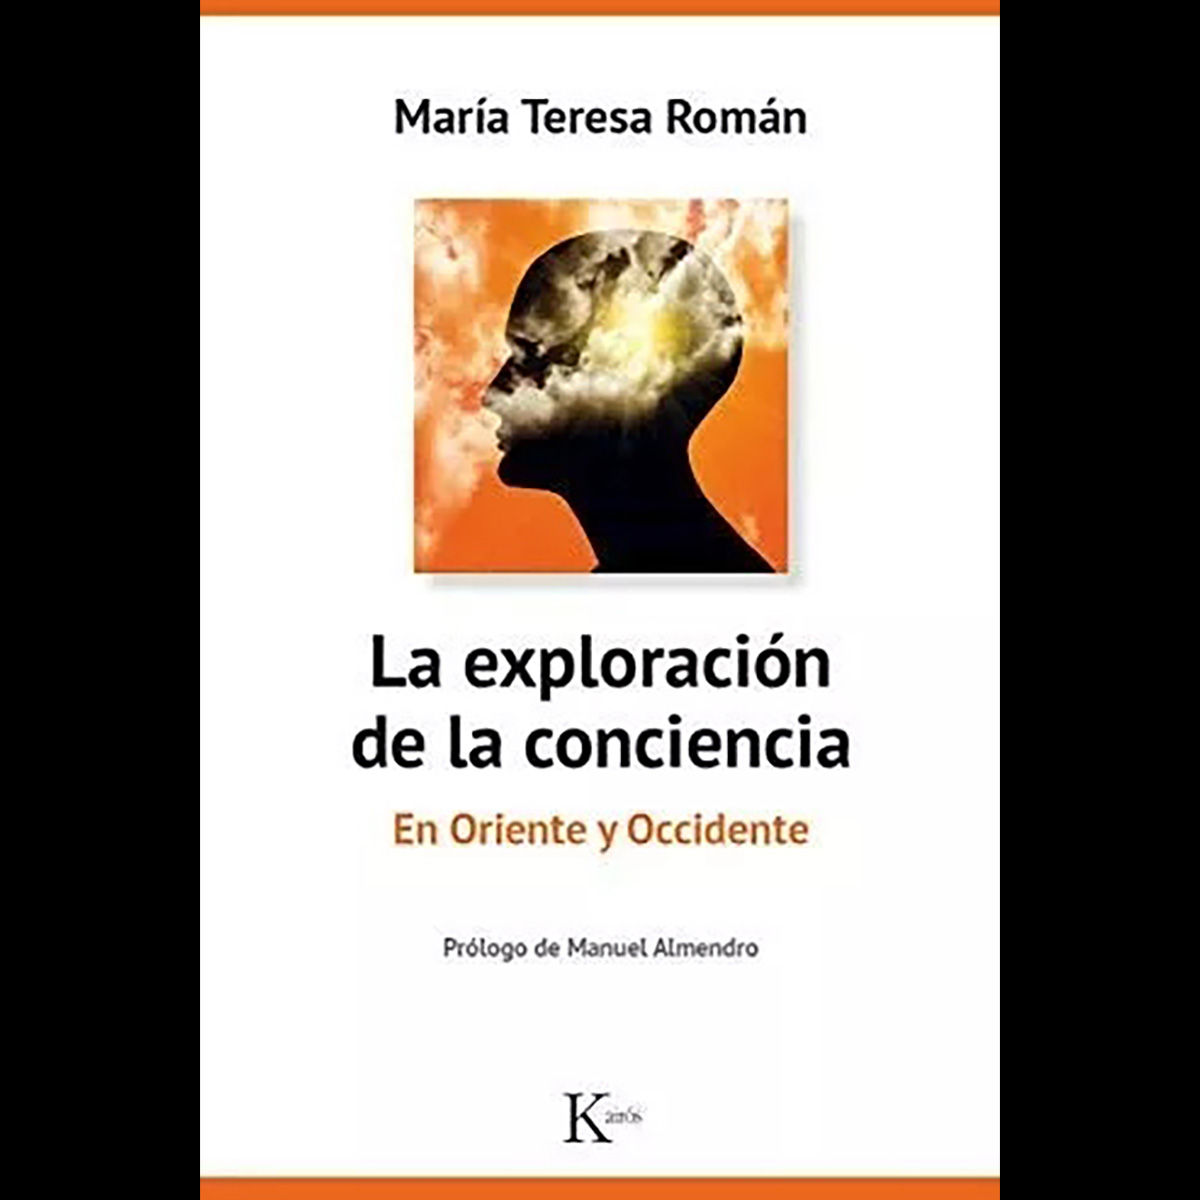 María Teresa Román
La exploración
de la conciencia
En Oriente y Occidente
Prólogo de Manuel Almendro
Kairós